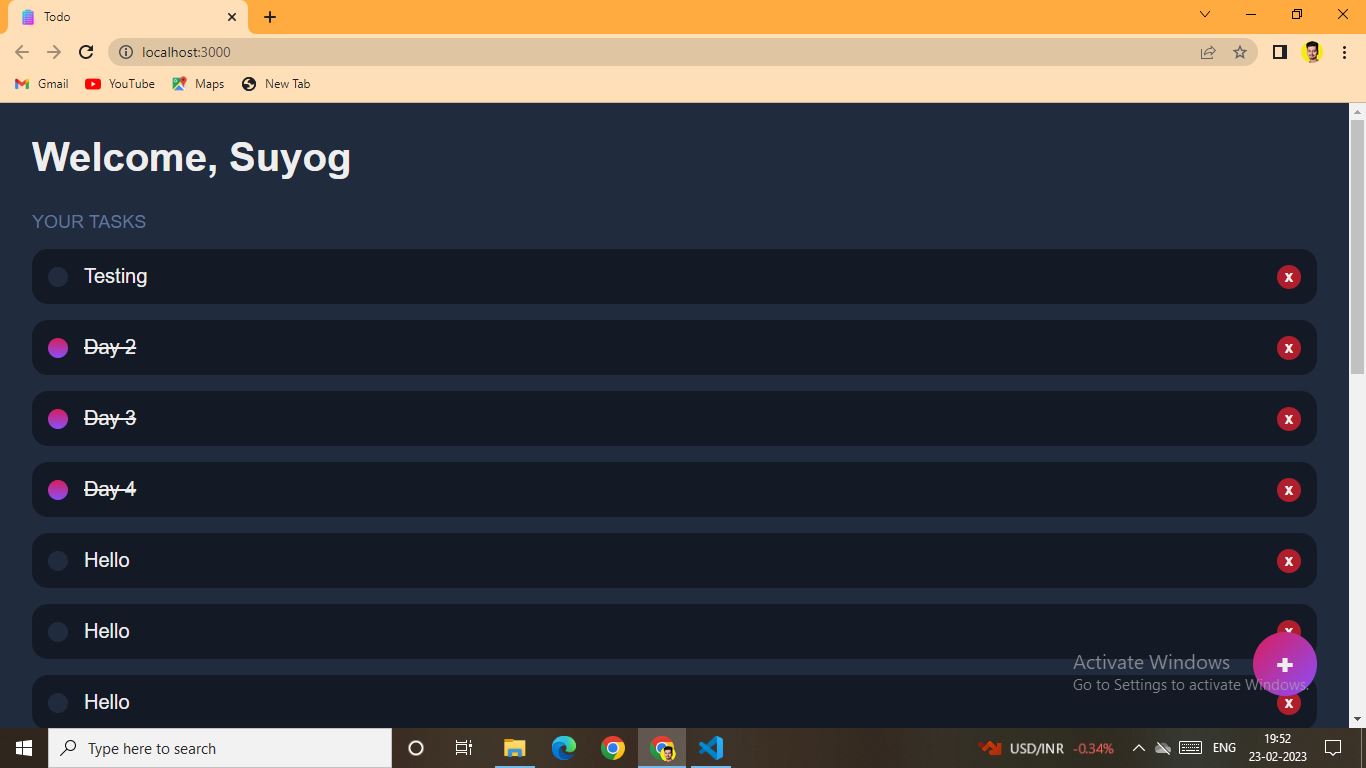 Todo
localhost:3000
Gmail YouTube Maps New Tab
Welcome, Suyog
YOUR TASKS
Testing x
Day 2 x
Day 3 x
Day 4 x
Hello x
Hello x
Activate Windows
Go to Settings to activate Windows.
+
Hello x
Type here to search
USD/INR -0.34%
ENG
19:52
23-02-2023